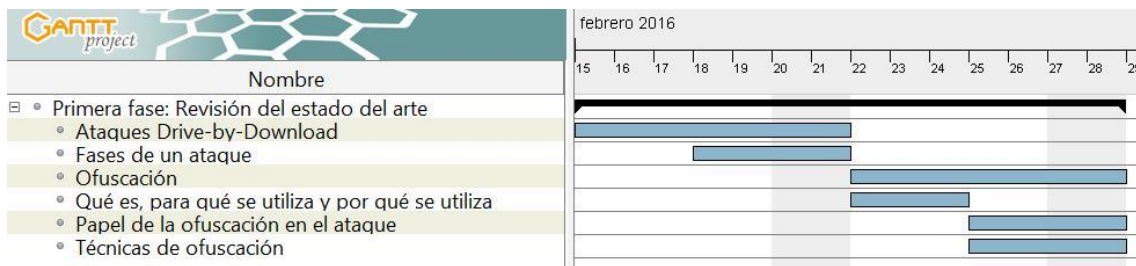 GANTT
project
febrero 2016
15 16 17 18 19 20 21 22 23 24 25 26 27 28 29
Nombre
Primera fase: Revisión del estado del arte
Ataques Drive-by-Download
Fases de un ataque
Ofuscación
Qué es, para qué se utiliza y por qué se utiliza
Papel de la ofuscación en el ataque
Técnicas de ofuscación